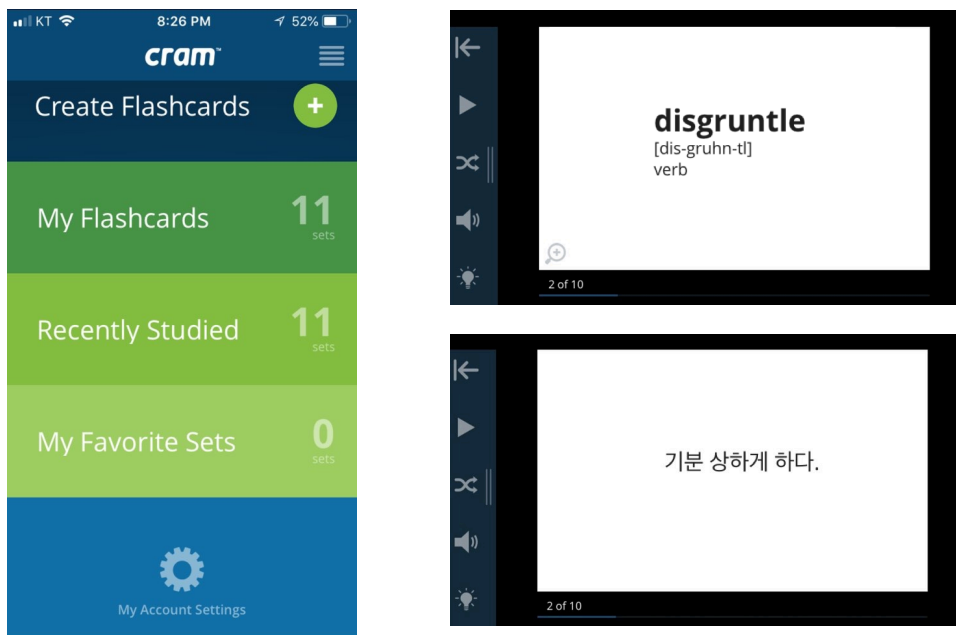 KT 8:26 PM 52%
cram™
Create Flashcards +
My Flashcards 11
sets
Recently Studied 11
sets
My Favorite Sets 0
sets
My Account Settings
disgruntle
[dis-gruhn-tl]
verb
2 of 10
기분 상하게 하다.
2 of 10